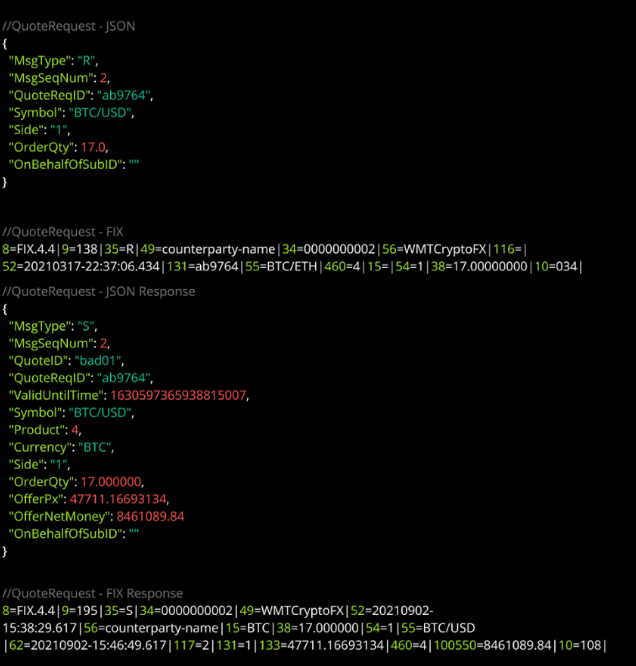 //QuoteRequest - JSON
{
"MsgType": "R",
"MsgSeqNum": 2,
"QuoteReqID": "ab9764",
"Symbol": "BTC/USD",
"Side": "1",
"OrderQty": 17.0,
"OnBehalfOfSubID": ""
}
//QuoteRequest - FIX
8=FIX.4.4|9=138|35=R|49=counterparty-name|34=0000000002|56=WMTCryptoFX|116=|
52=20210317-22:37:06.434|131=ab9764|55=BTC/ETH|460=4|15=|54=1|38=17.00000000|10=034|
//QuoteRequest - JSON Response
{
"MsgType": "S",
"MsgSeqNum": 2,
"QuoteID": "bad01",
"QuoteReqID": "ab9764",
"ValidUntilTime": 1630597365938815007,
"Symbol": "BTC/USD",
"Product": 4,
"Currency": "BTC",
"Side": "1",
"OrderQty": 17.000000,
"OfferPx": 47711.16693134,
"OfferNetMoney": 8461089.84
"OnBehalfOfSubID": ""
}
//QuoteRequest - FIX Response
8=FIX.4.4|9=195|35=S|34=0000000002|49=WMTCryptoFX|52=20210902-
15:38:29.617|56=counterparty-name|15=BTC|38=17.000000|54=1|55=BTC/USD
|62=20210902-15:46:49.617|117=2|131=1|133=47711.16693134|460=4|100550=8461089.84|10=108|